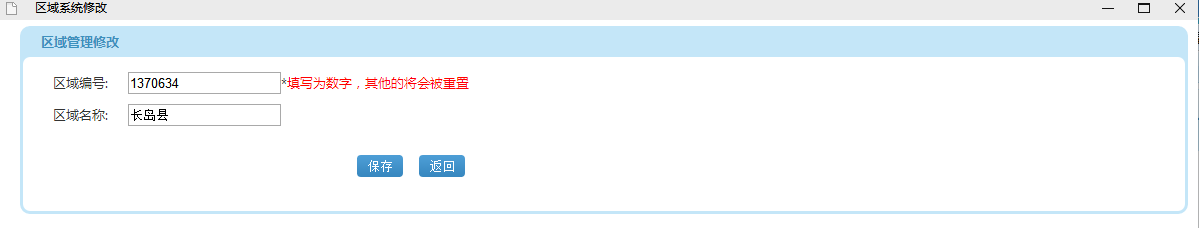 区域系统修改
区域管理修改
区域编号: 1370634 *填写为数字，其他的将会被重置
区域名称: 长岛县
保存 返回